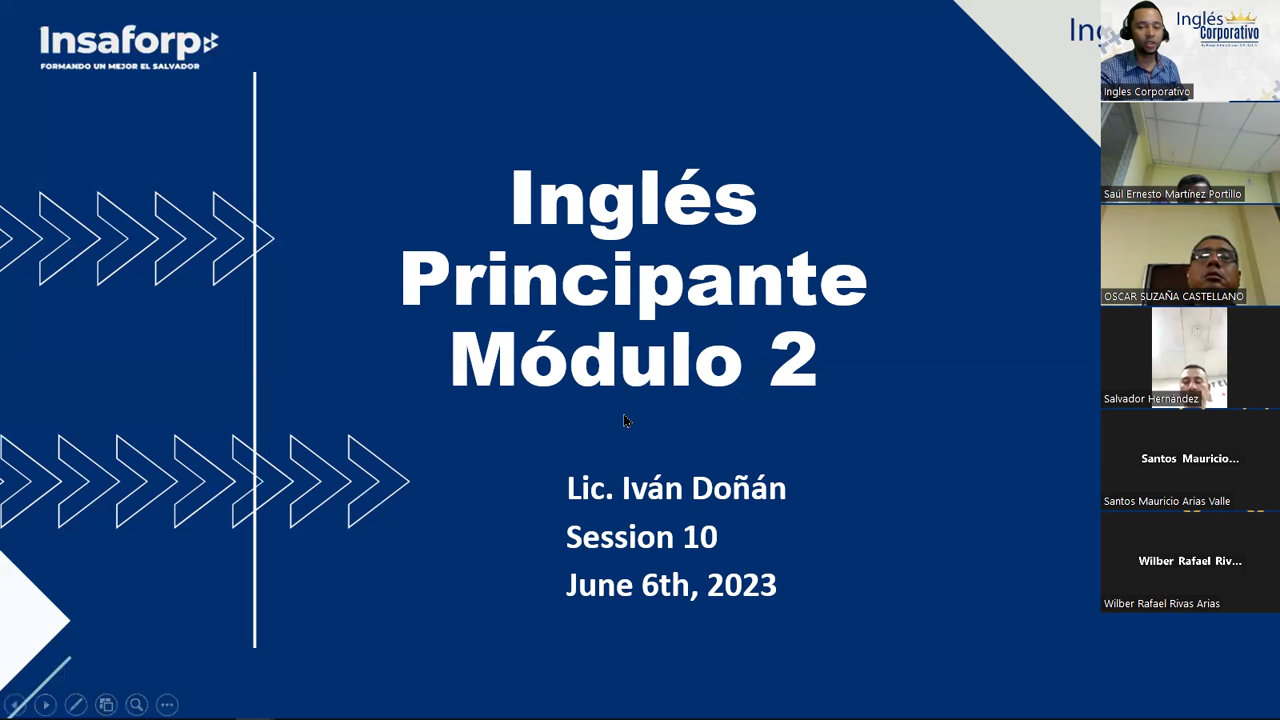 Insaforp
FORMANDO UN MEJOR EL SALVADOR
Inglés
Principante
Módulo 2
Lic. Iván Doñán
Session 10
June 6th, 2023
Inglés
Corporativo
Ingles Corporativo
Saúl Ernesto Martínez Portillo
OSCAR SUZAÑA CASTELLANO
Salvador Hernández
Santos Mauricio...
Santos Mauricio Arias Valle
Wilber Rafael Riv...
Wilber Rafael Rivas Arias